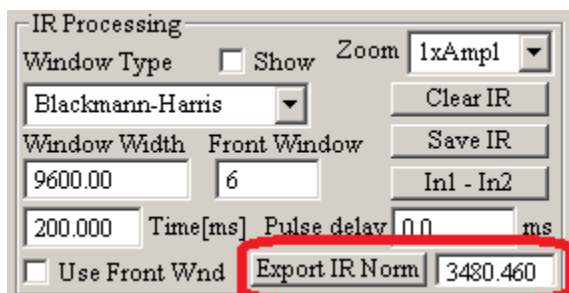 IR Processing
Window Type Show Zoom 1xAmpl
Blackmann-Harris Clear IR
Window Width Front Window Save IR
9600.00 6 In1 - In2
200.000 Time[ms] Pulse delay 0.0 ms
Use Front Wnd Export IR Norm 3480.460